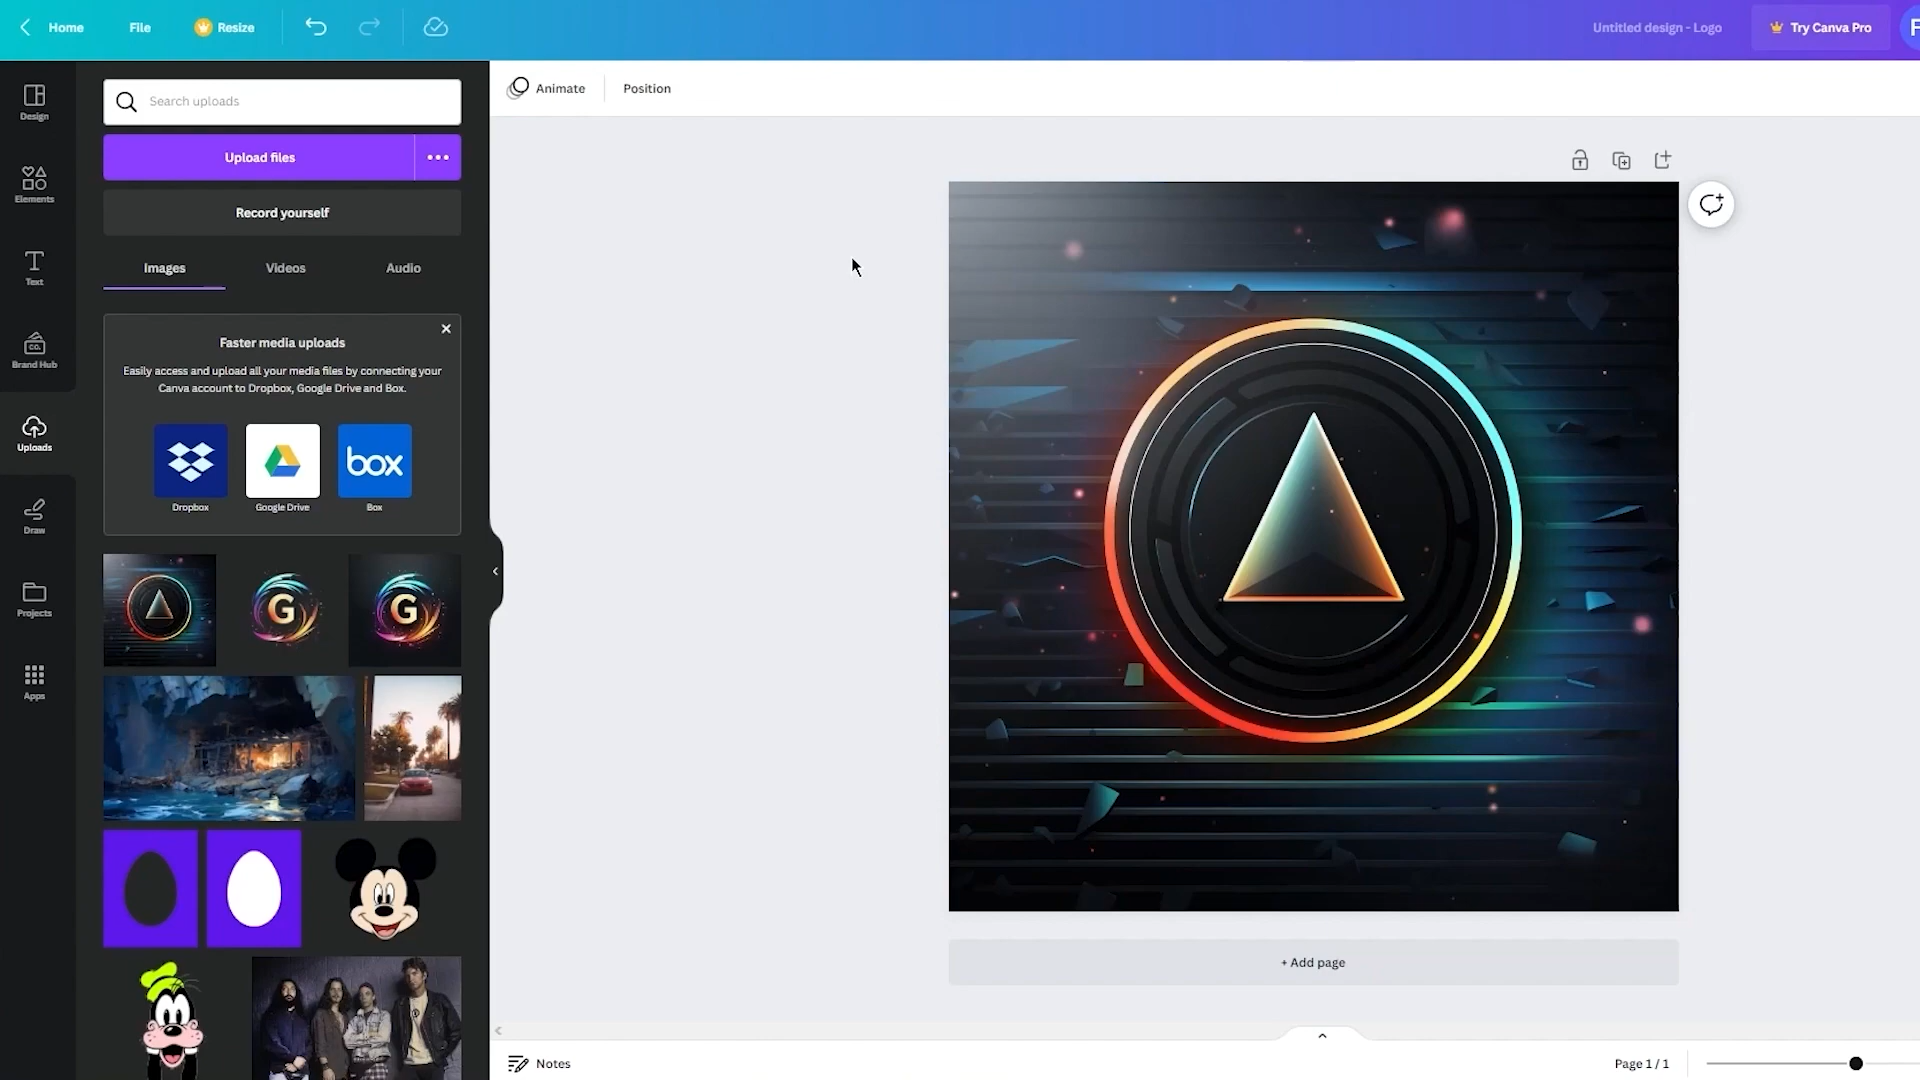 Home
File
Resize
Untitled design - Logo
Try Canva Pro
F
Design
Elements
Text
CO.
Brand Hub
Uploads
Draw
Projects
Apps
Search uploads
Upload files
Record yourself
Images
Videos
Audio
Faster media uploads
Easily access and upload all your media files by connecting your
Canva account to Dropbox, Google Drive and Box.
box
Dropbox
Google Drive
Box
G
G
Animate
Position
+ Add page
Notes
Page 1 / 1